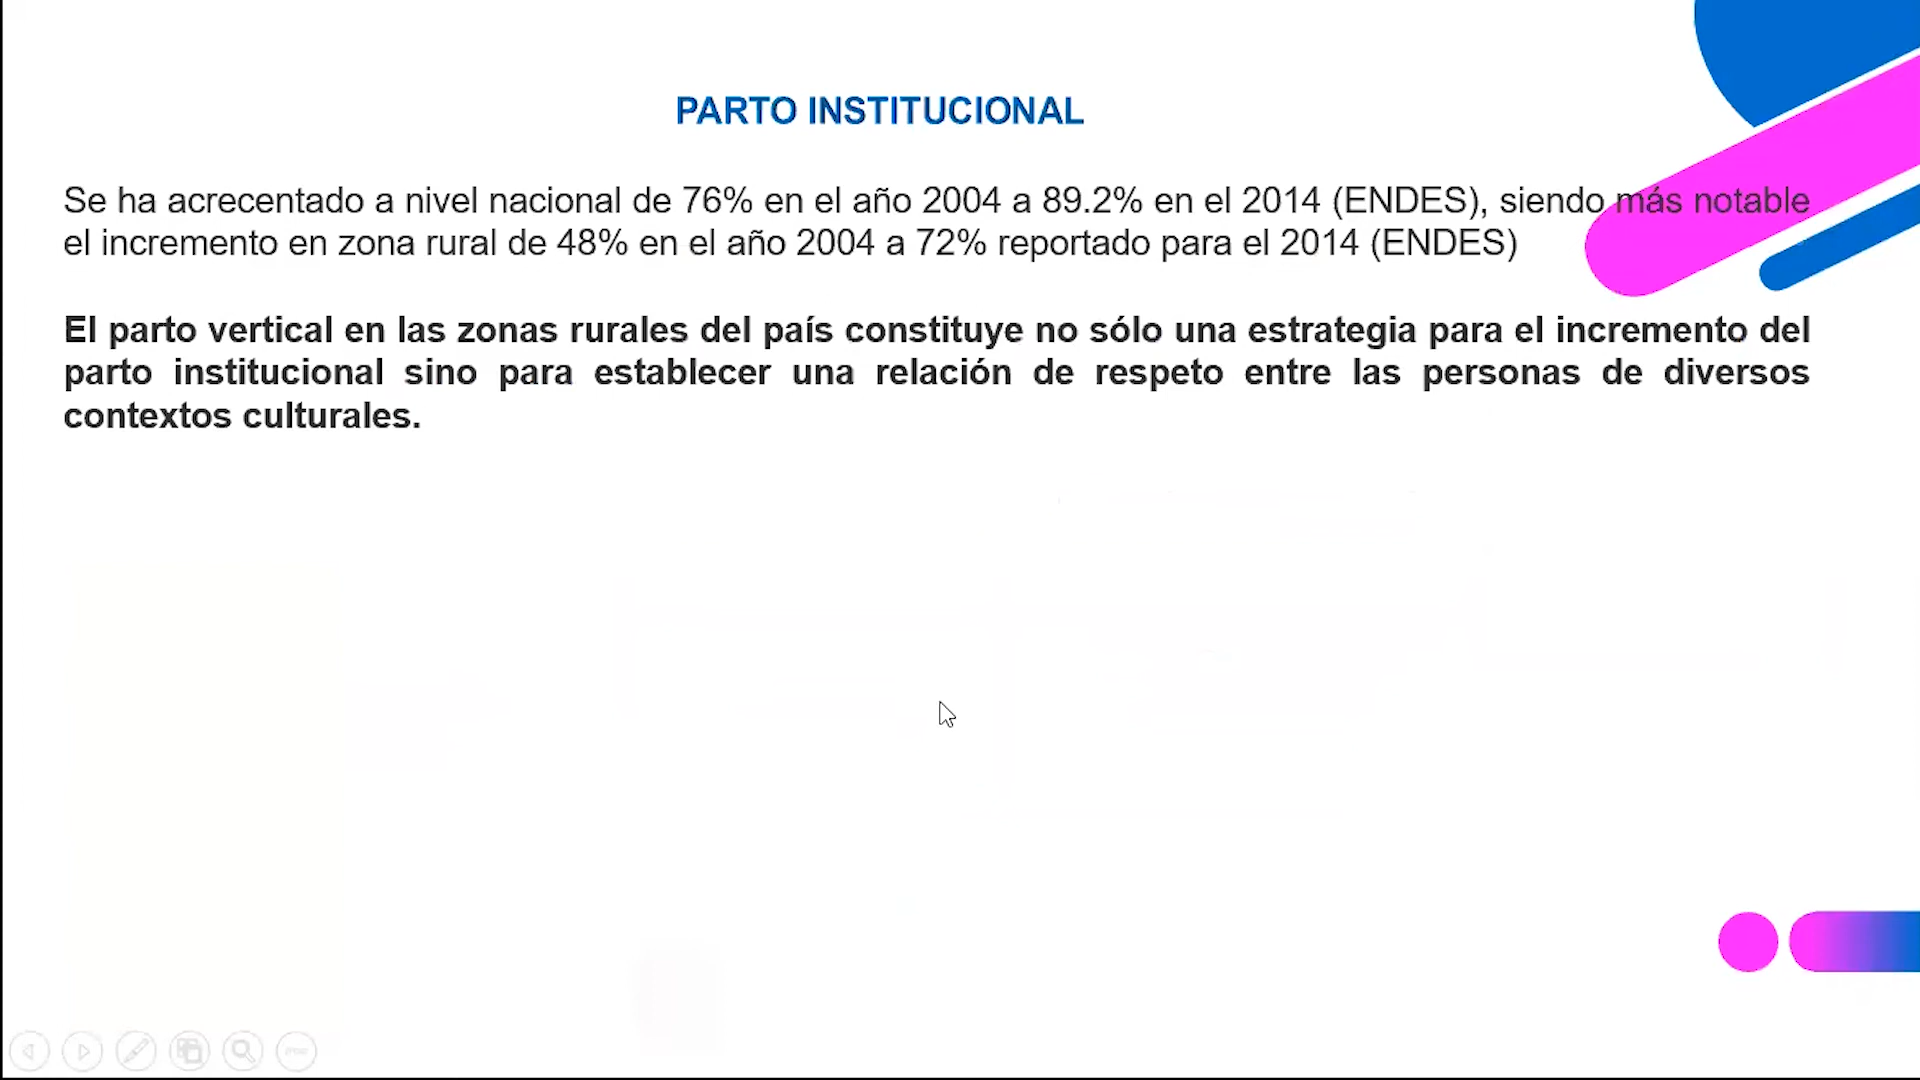 PARTO INSTITUCIONAL
Se ha acrecentado a nivel nacional de 76% en el año 2004 a 89.2% en el 2014 (ENDES), siendo más notable
el incremento en zona rural de 48% en el año 2004 a 72% reportado para el 2014 (ENDES)
El parto vertical en las zonas rurales del país constituye no sólo una estrategia para el incremento del
parto institucional sino para establecer una relación de respeto entre las personas de diversos
contextos culturales.